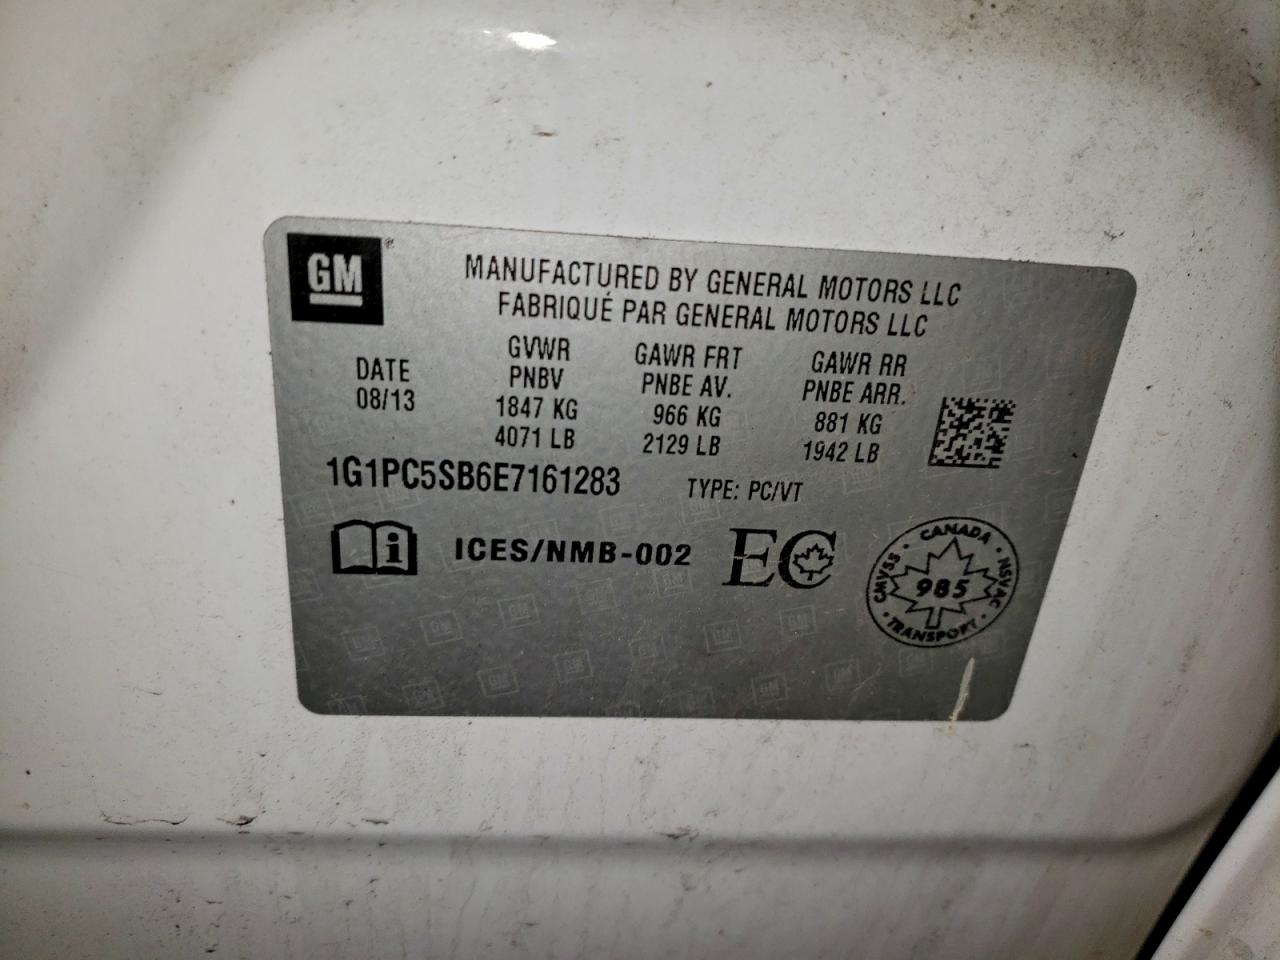 GM
MANUFACTURED BY GENERAL MOTORS LLC
FABRIQUÉ PAR GENERAL MOTORS LLC
DATE
08/13
GVWR
PNBV
1847 KG
4071 LB
GAWR FRT
PNBE AV.
966 KG
2129 LB
GAWR RR
PNBE ARR.
881 KG
1942 LB
1G1PC5SB6E7161283
TYPE: PC/VT
i
ICES/NMB-002
EC
CANADA · NSVAC · TRANSPORT · CMVSS ·
985